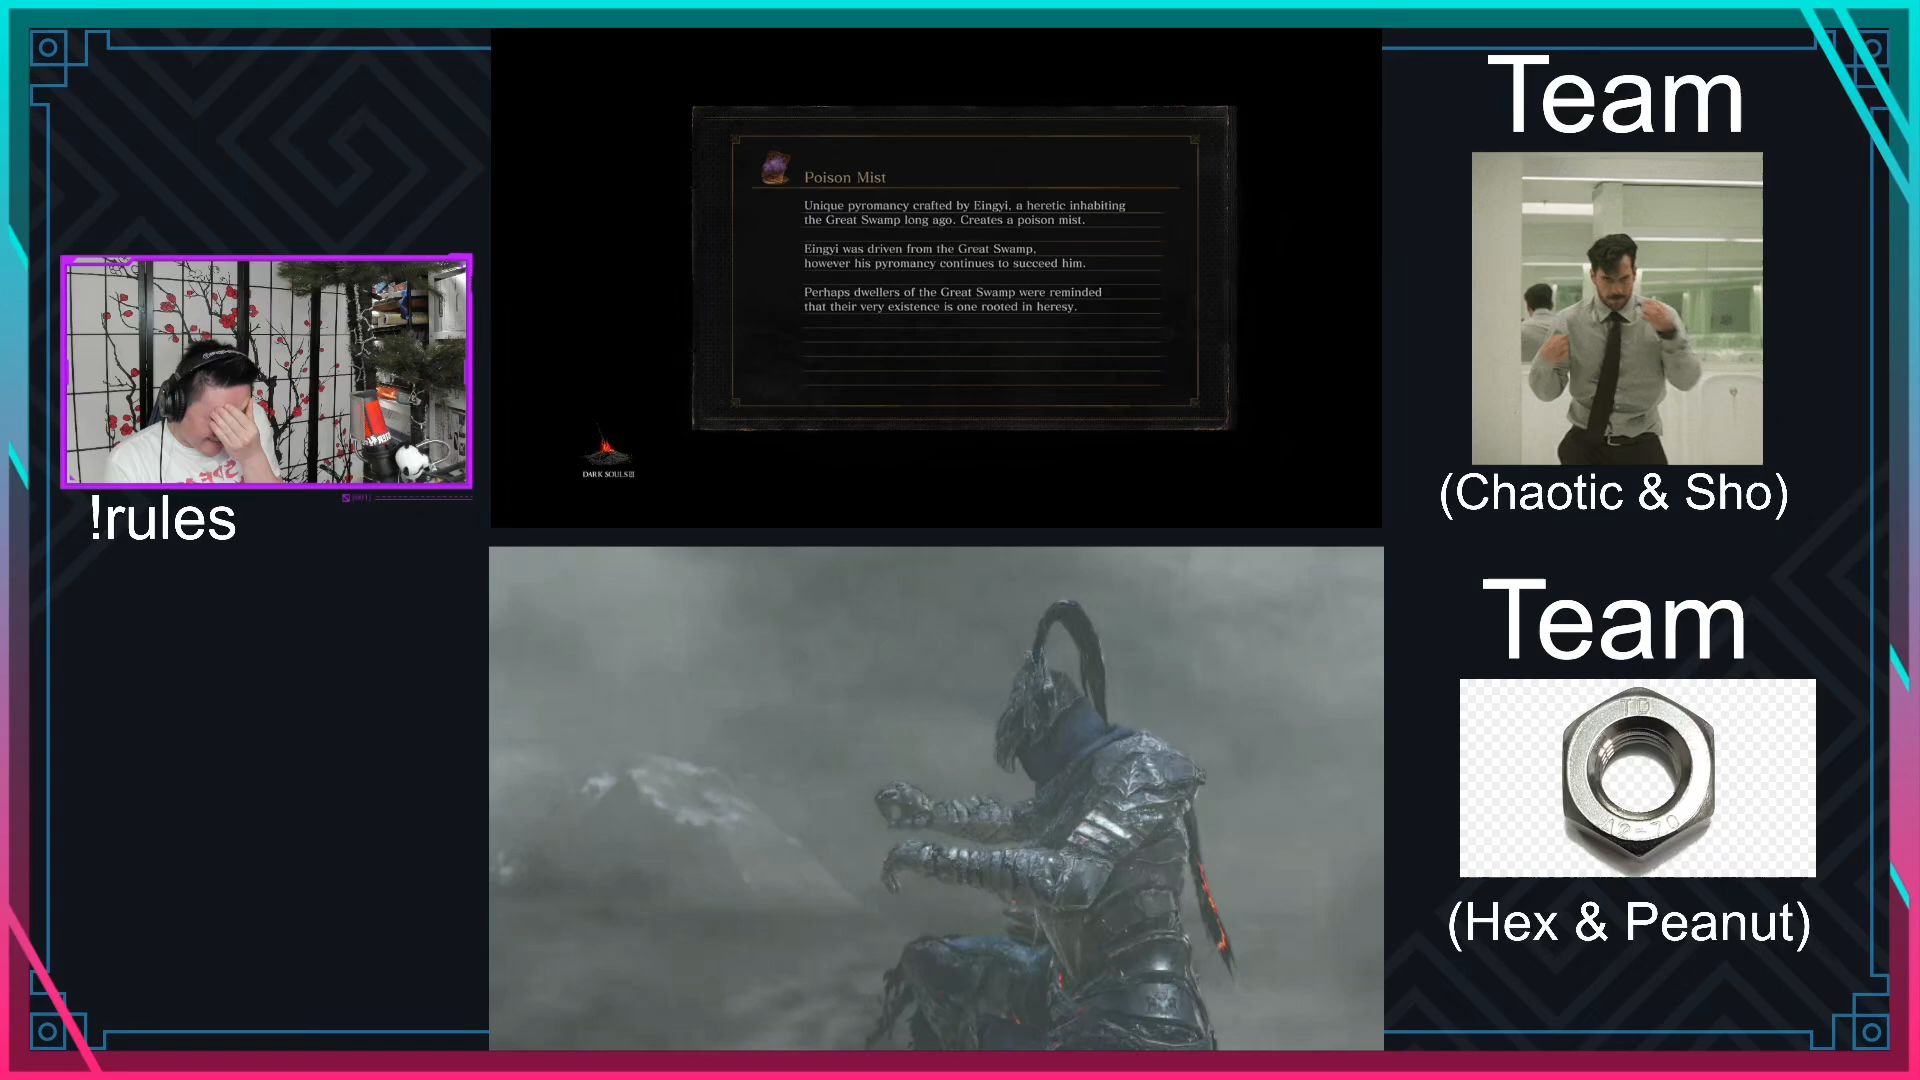 Team
Poison Mist
Unique pyromancy crafted by Eingyi, a heretic inhabiting
the Great Swamp long ago. Creates a poison mist.
Eingyi was driven from the Great Swamp,
however his pyromancy continues to succeed him.
Perhaps dwellers of the Great Swamp were reminded
that their very existence is one rooted in heresy.
DARK SOULS III
(Chaotic & Sho)
!rules
Team
TD
(Hex & Peanut)